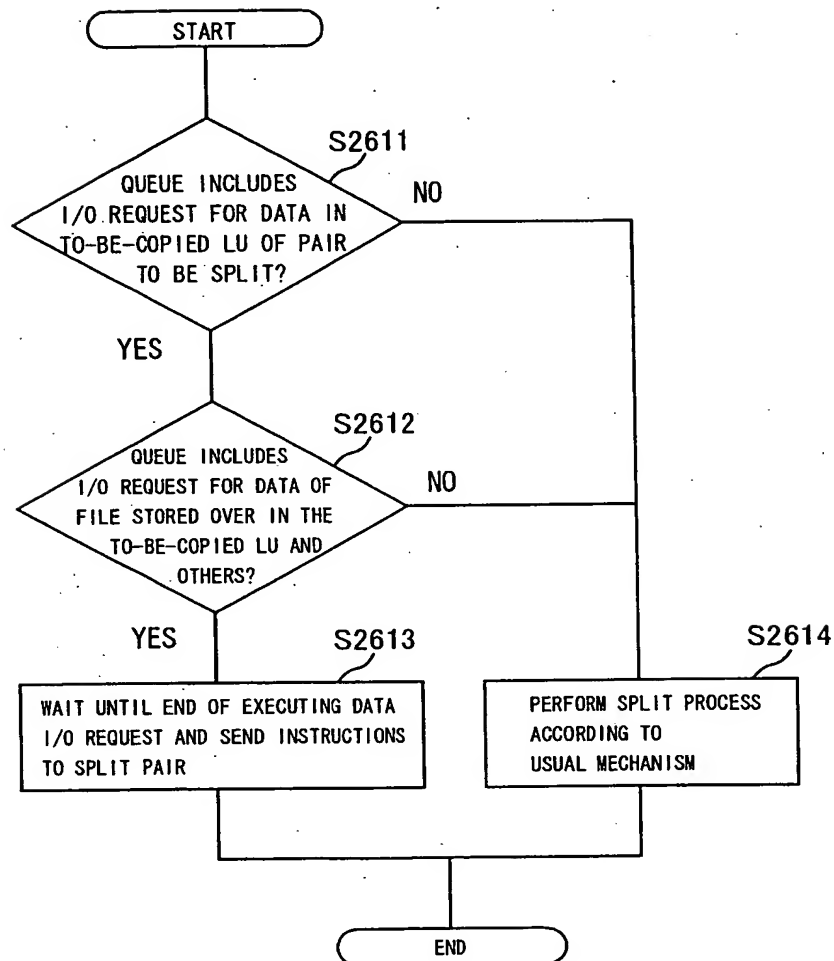 START
S2611
QUEUE INCLUDES
I/O REQUEST FOR DATA IN
TO-BE-COPIED LU OF PAIR
TO BE SPLIT?
NO
YES
S2612
QUEUE INCLUDES
I/O REQUEST FOR DATA OF
FILE STORED OVER IN THE
TO-BE-COPIED LU AND
OTHERS?
NO
YES
S2613
WAIT UNTIL END OF EXECUTING DATA
I/O REQUEST AND SEND INSTRUCTIONS
TO SPLIT PAIR
S2614
PERFORM SPLIT PROCESS
ACCORDING TO
USUAL MECHANISM
END